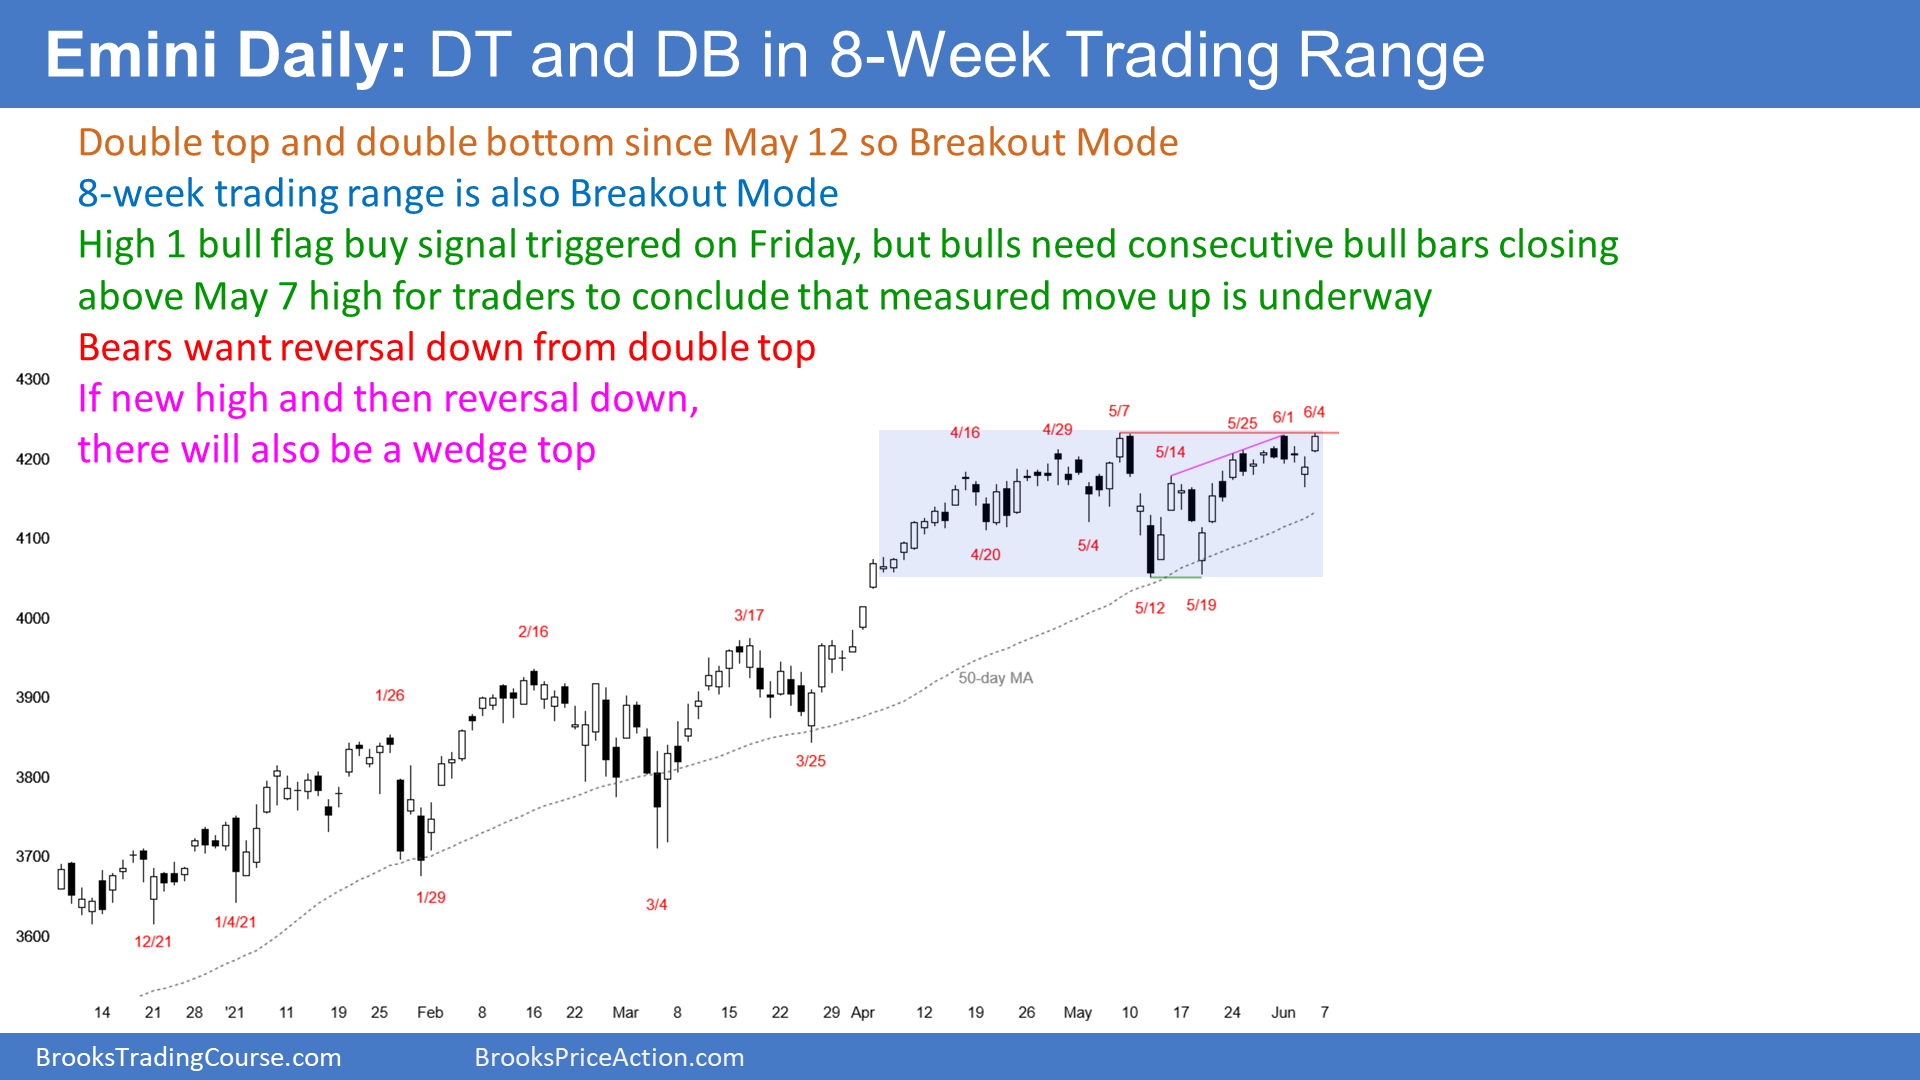 Emini Daily: DT and DB in 8-Week Trading Range
Double top and double bottom since May 12 so Breakout Mode
8-week trading range is also Breakout Mode
High 1 bull flag buy signal triggered on Friday, but bulls need consecutive bull bars closing
above May 7 high for traders to conclude that measured move up is underway
Bears want reversal down from double top
If new high and then reversal down,
there will also be a wedge top
4300
4200
4100
4000
3900
3800
3700
3600
12/21
1/4/21
1/26
1/29
2/16
3/4
3/17
3/25
4/16
4/20
4/29
5/4
5/7
5/12
5/14
5/19
5/25
6/1
6/4
50-day MA
14 21 28 '21 11 19 25 Feb 8 16 22 Mar 8 15 22 29 Apr 12 19 26 May 10 17 24 Jun 7
BrooksTradingCourse.com BrooksPriceAction.com